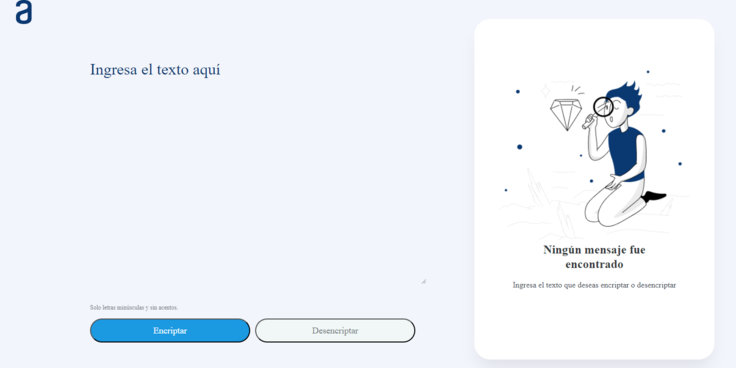 a
Ingresa el texto aquí
Solo letras minúsculas y sin acentos.
Encriptar
Desencriptar
Ningún mensaje fue
encontrado
Ingresa el texto que deseas encriptar o desencriptar